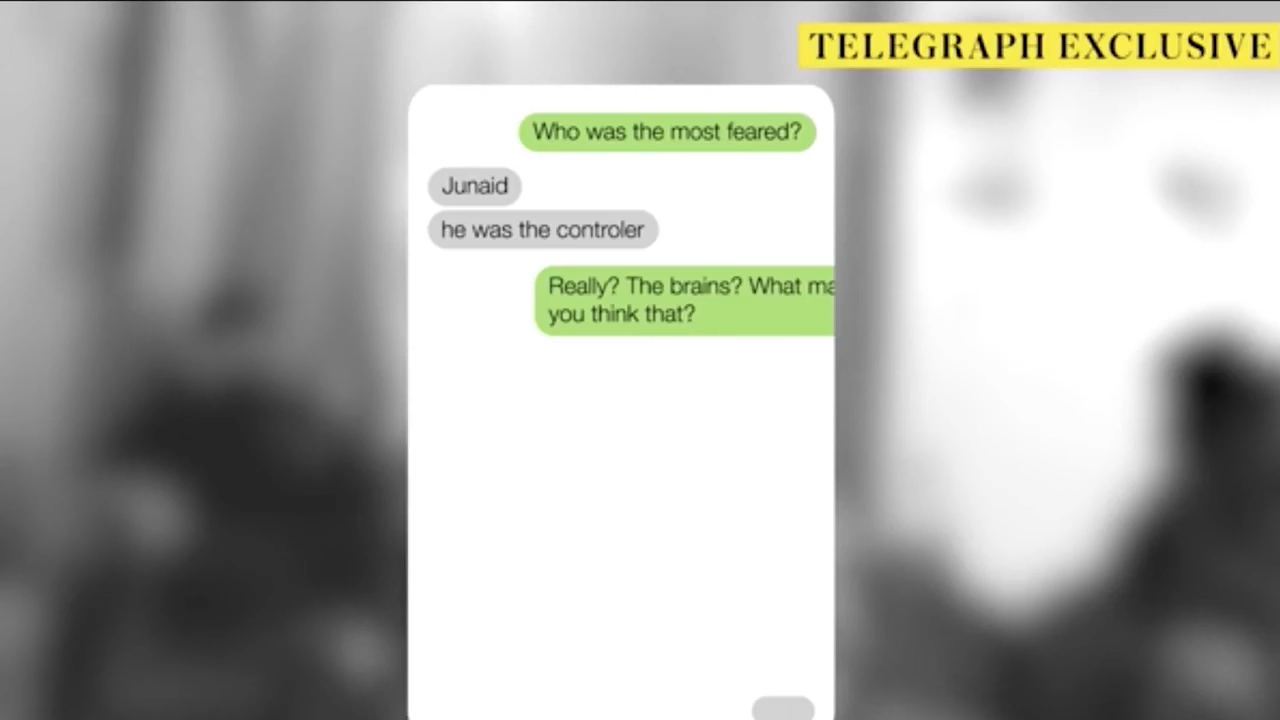 TELEGRAPH EXCLUSIVE
Who was the most feared?
Junaid
he was the controler
Really? The brains? What ma
you think that?